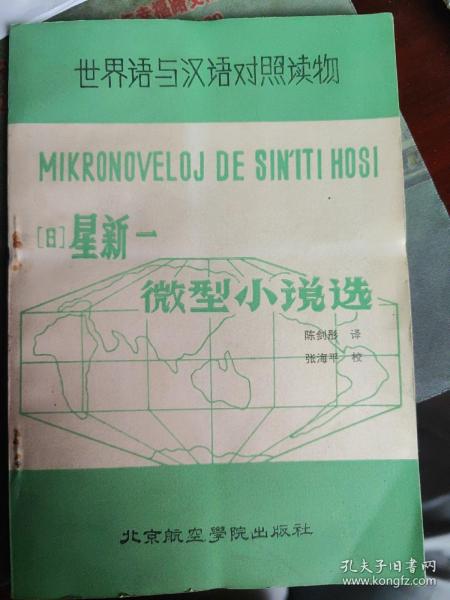 世界语与汉语对照读物
MIKRONOVELOJ DE SIN'ITI HOSI
[日]星新一
微型小说选
陈剑彤 译
张海平 校
北京航空學院出版社
孔夫子旧书网
www.kongfz.com